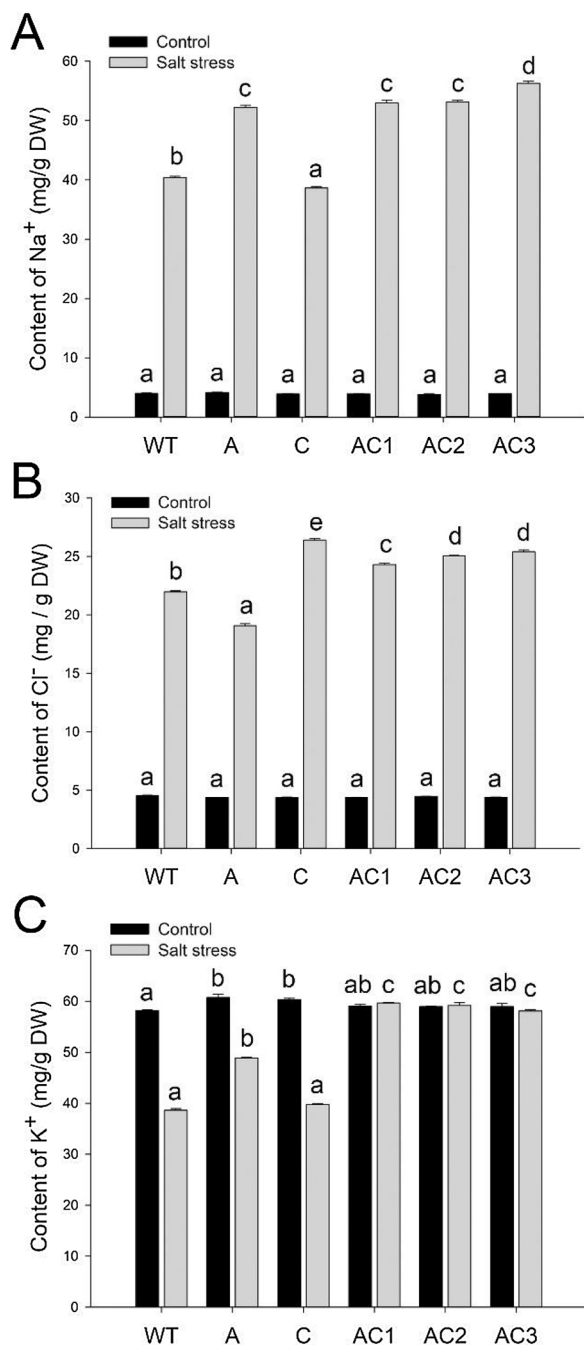 A
Control
Salt stress
Content of Na⁺ (mg/g DW)
60
50
40
30
20
10
0
a b a c a a a c a c a d
WT A C AC1 AC2 AC3
B
Control
Salt stress
Content of Cl⁻ (mg / g DW)
30
25
20
15
10
5
0
a b a a a e a c a d a d
WT A C AC1 AC2 AC3
C
Control
Salt stress
Content of K⁺ (mg/g DW)
70
60
50
40
30
20
10
0
a a b b b a ab c ab c ab c
WT A C AC1 AC2 AC3